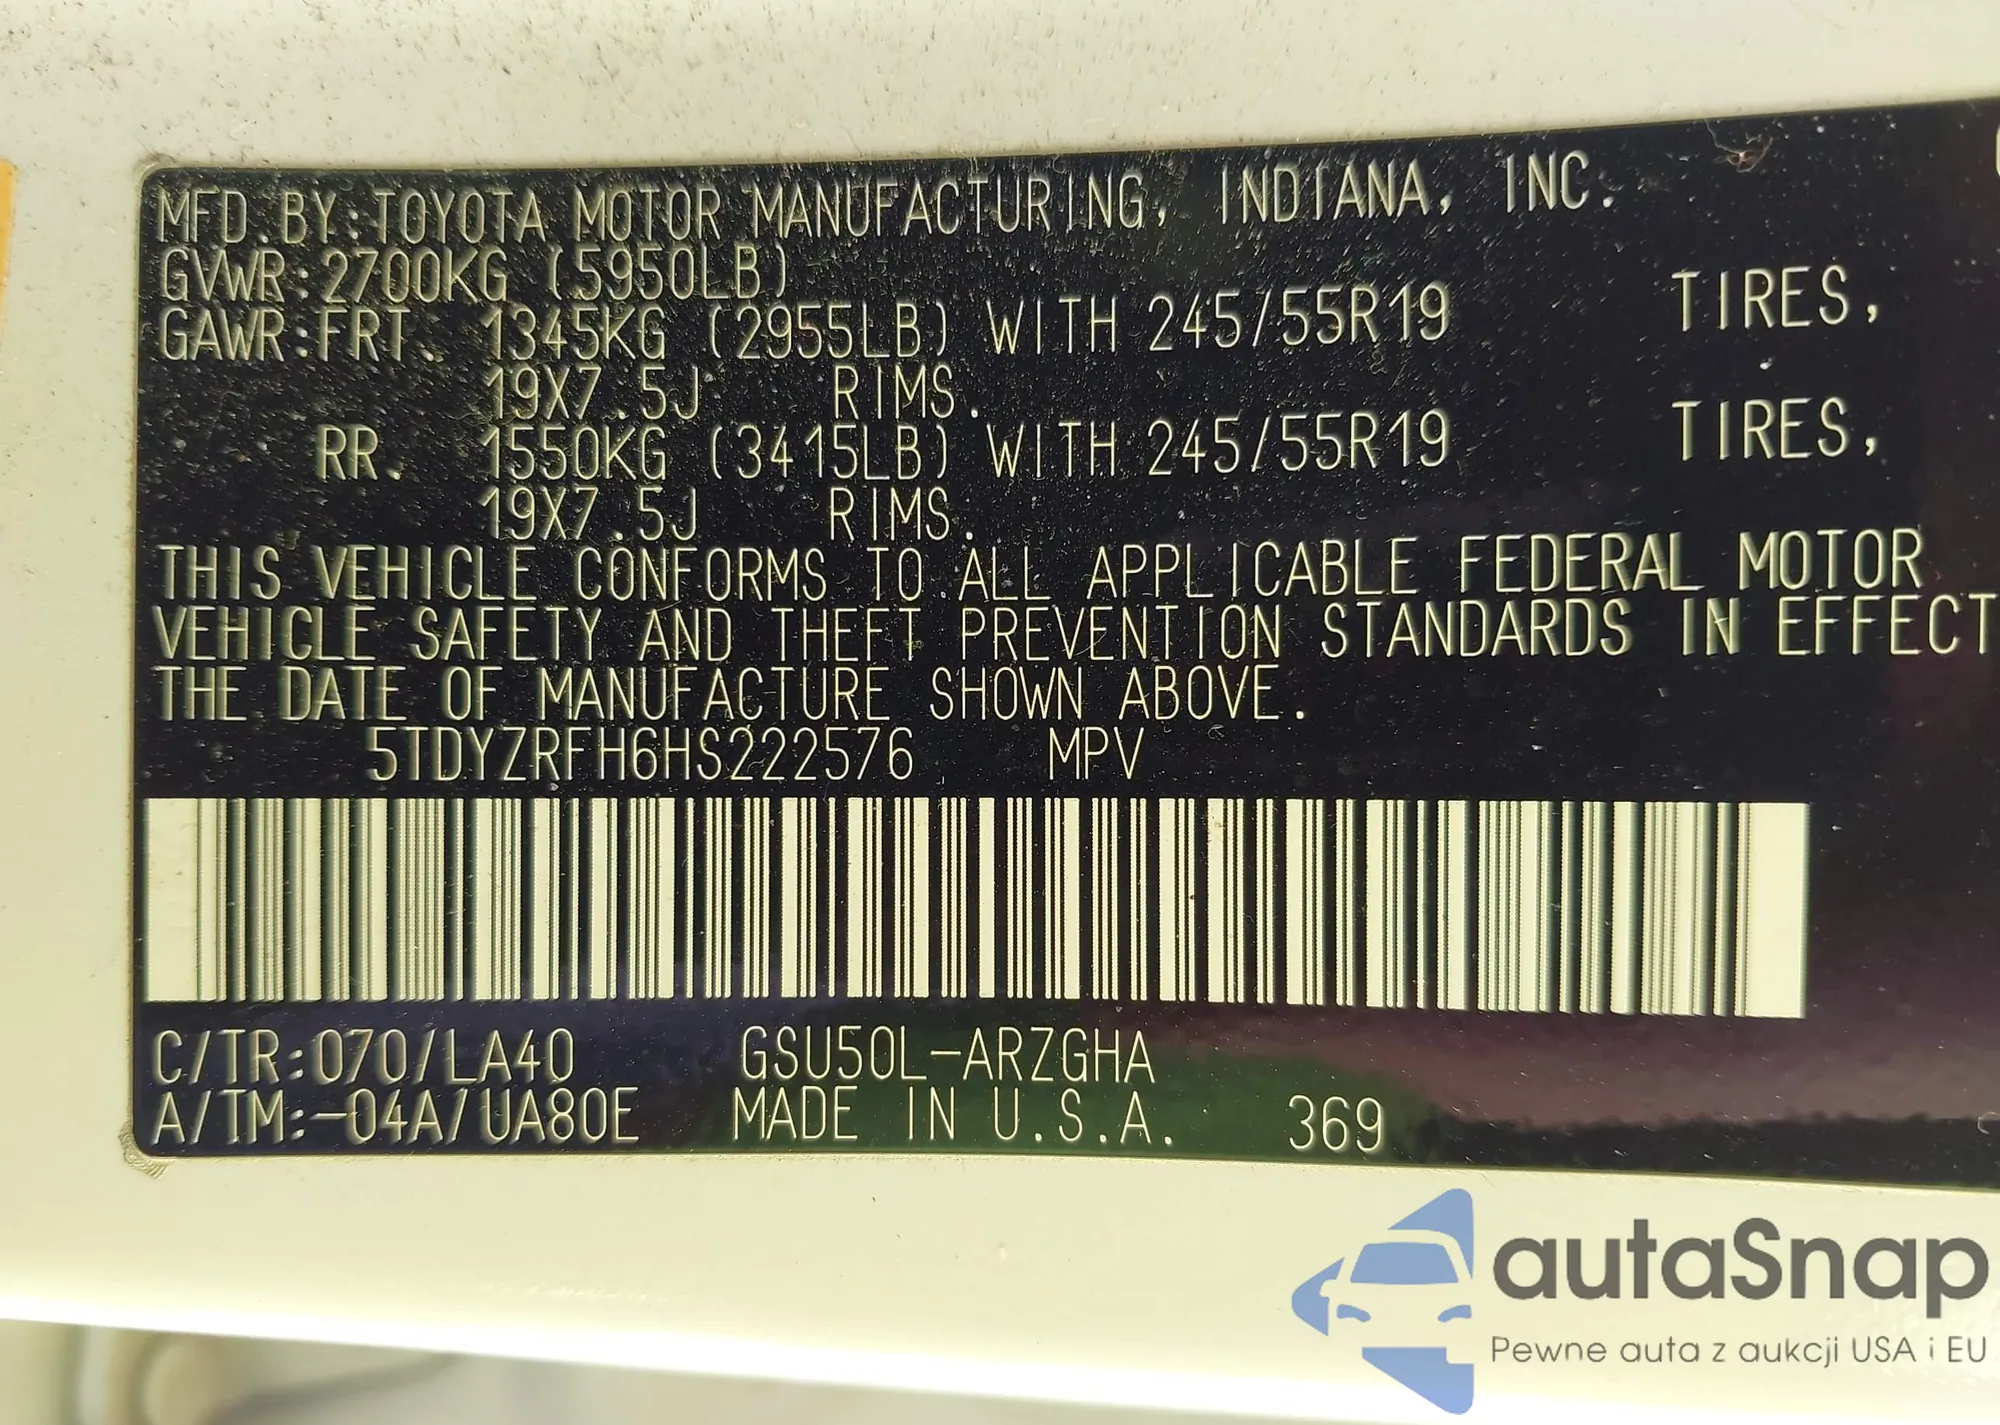 MFD.BY:TOYOTA MOTOR MANUFACTURING, INDIANA, INC.
GVWR:2700KG (5950LB)
GAWR:FRT. 1345KG (2955LB) WITH 245/55R19 TIRES,
19X7.5J RIMS.
RR. 1550KG (3415LB) WITH 245/55R19 TIRES,
19X7.5J RIMS.
THIS VEHICLE CONFORMS TO ALL APPLICABLE FEDERAL MOTOR
VEHICLE SAFETY AND THEFT PREVENTION STANDARDS IN EFFECT
THE DATE OF MANUFACTURE SHOWN ABOVE.
5TDYZRFH6HS222576 MPV
C/TR:070/LA40 GSU50L-ARZGHA
A/TM:-04A/UA80E MADE IN U.S.A. 369
autaSnap
Pewne auta z aukcji USA i EU